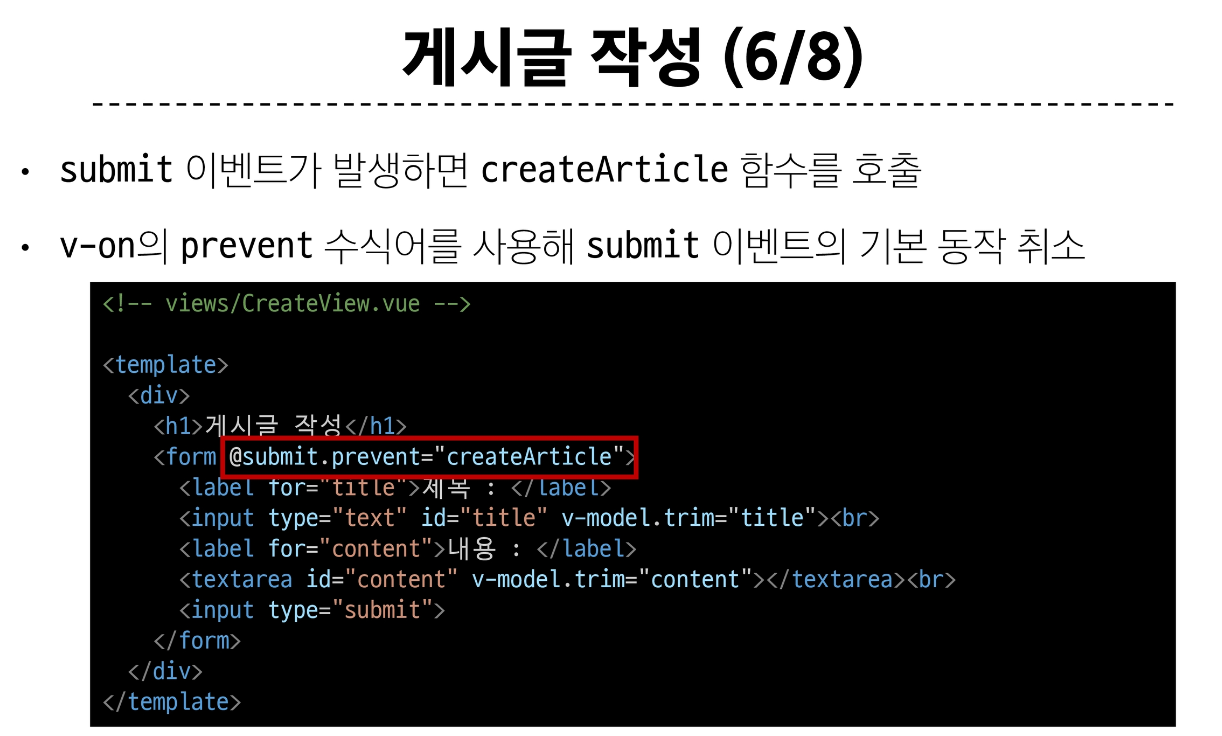 게시글 작성 (6/8)
• submit 이벤트가 발생하면 createArticle 함수를 호출
• v-on의 prevent 수식어를 사용해 submit 이벤트의 기본 동작 취소
<!-- views/CreateView.vue -->
<template>
  <div>
    <h1>게시글 작성</h1>
    <form @submit.prevent="createArticle">
      <label for="title">제목 : </label>
      <input type="text" id="title" v-model.trim="title"><br>
      <label for="content">내용 : </label>
      <textarea id="content" v-model.trim="content"></textarea><br>
      <input type="submit">
    </form>
  </div>
</template>